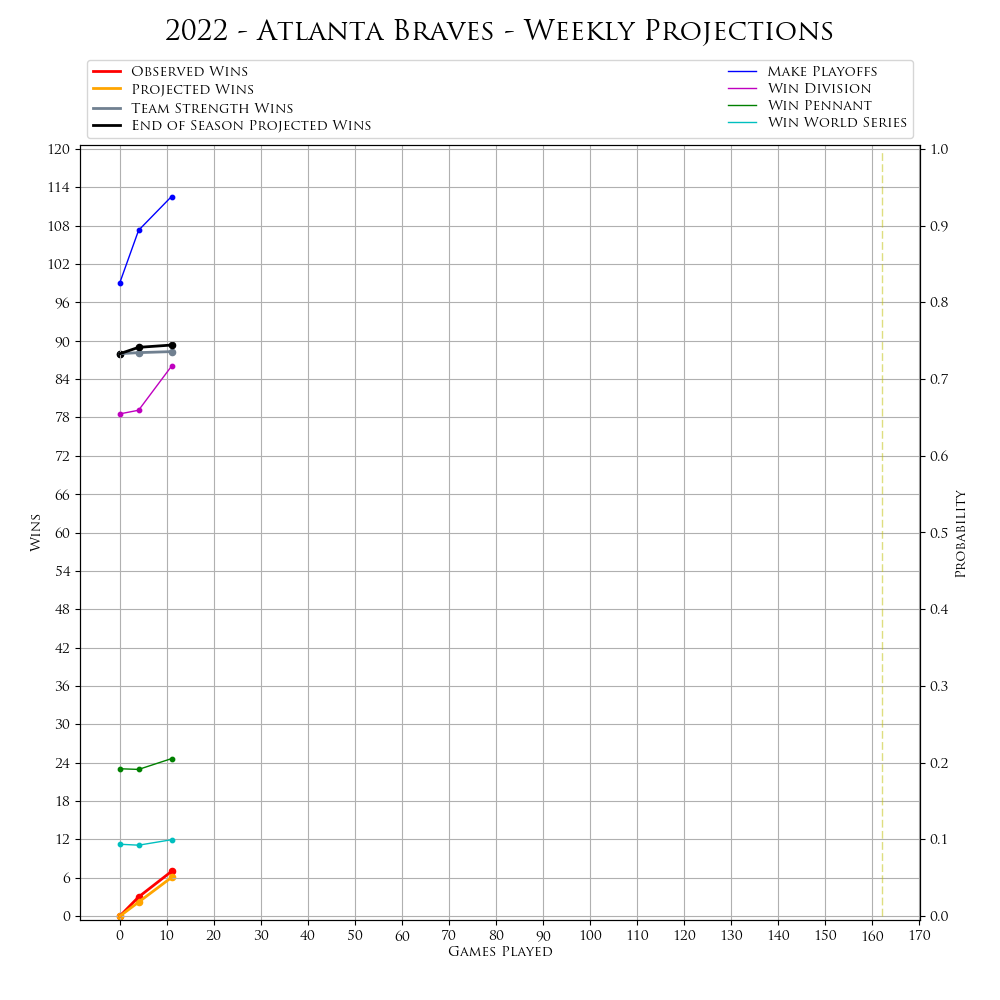 2022 - Atlanta Braves - Weekly Projections
Observed Wins
Projected Wins
Team Strength Wins
End of Season Projected Wins
Make Playoffs
Win Division
Win Pennant
Win World Series
120
114
108
102
96
90
84
78
72
66
60
54
48
42
36
30
24
18
12
6
0
Wins
1.0
0.9
0.8
0.7
0.6
0.5
0.4
0.3
0.2
0.1
0.0
Probability
0 10 20 30 40 50 60 70 80 90 100 110 120 130 140 150 160 170
Games Played